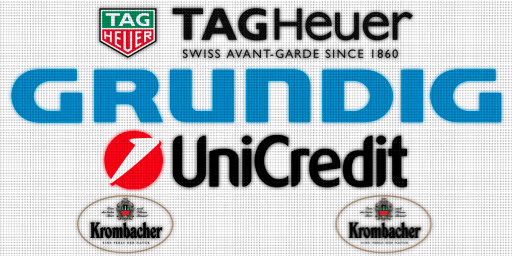 TAG
HEUER
TAGHeuer
SWISS AVANT-GARDE SINCE 1860
GRUNDIG
UniCredit
Krombacher
Krombacher